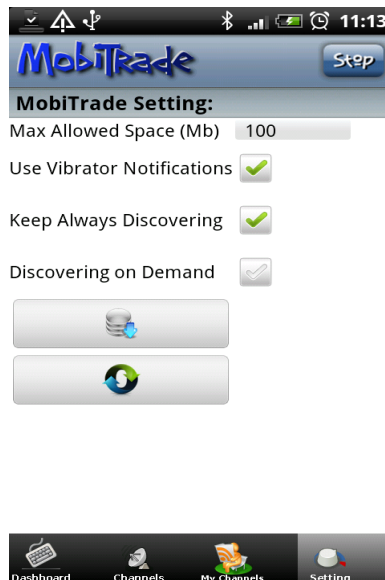 11:13
MobiTrade
Stop
MobiTrade Setting:
Max Allowed Space (Mb) 100
Use Vibrator Notifications
Keep Always Discovering
Discovering on Demand
Dashboard Channels My Channels Setting